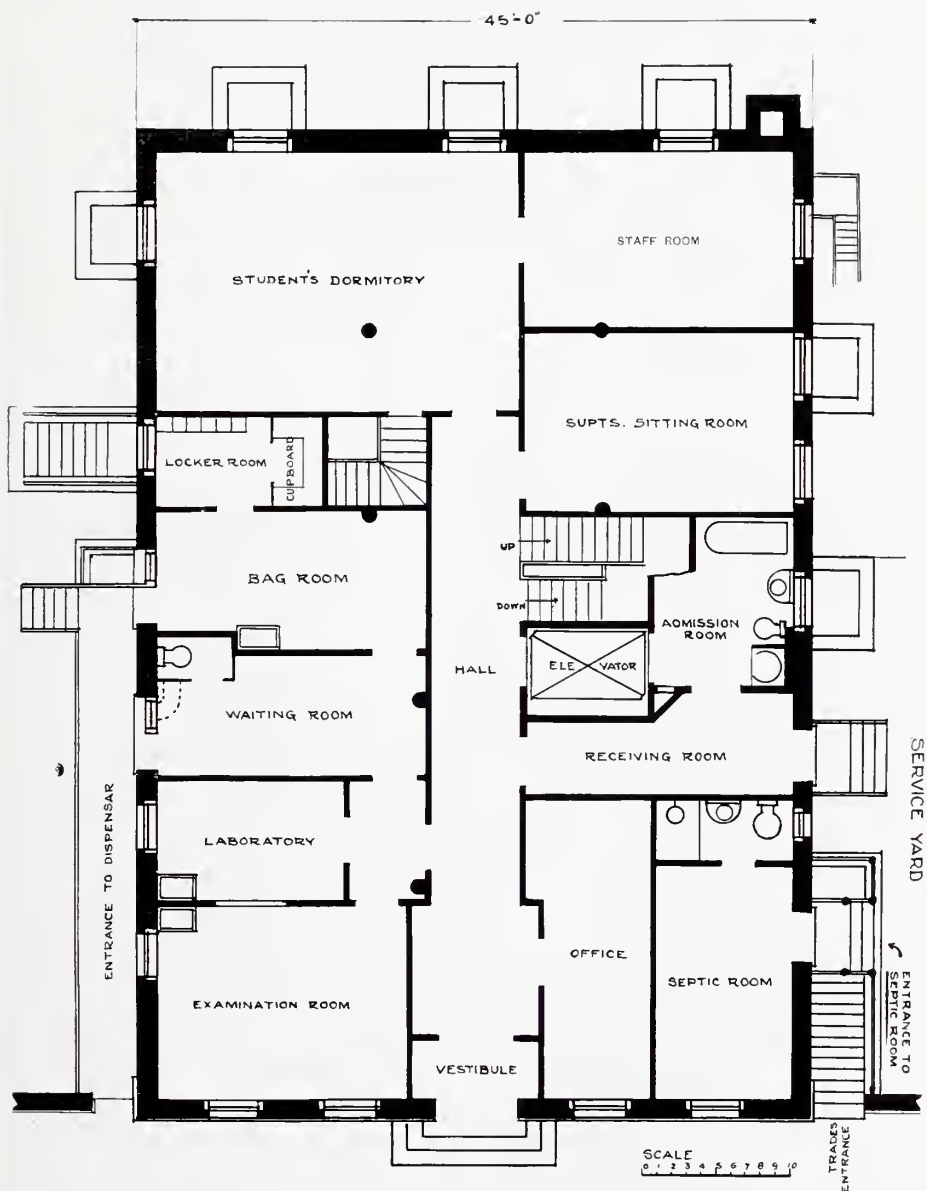 45'-0"
STAFF ROOM
STUDENT'S DORMITORY
SUPTS. SITTING ROOM
LOCKER ROOM
CUPBOARD
UP
BAG ROOM
DOWN
ADMISSION
ROOM
HALL
ELEVATOR
WAITING ROOM
RECEIVING ROOM
SERVICE YARD
ENTRANCE TO DISPENSAR
LABORATORY
OFFICE
SEPTIC ROOM
EXAMINATION ROOM
ENTRANCE TO
SEPTIC ROOM
VESTIBULE
TRADES
ENTRANCE
SCALE
0 1 2 3 4 5 6 7 8 9 10